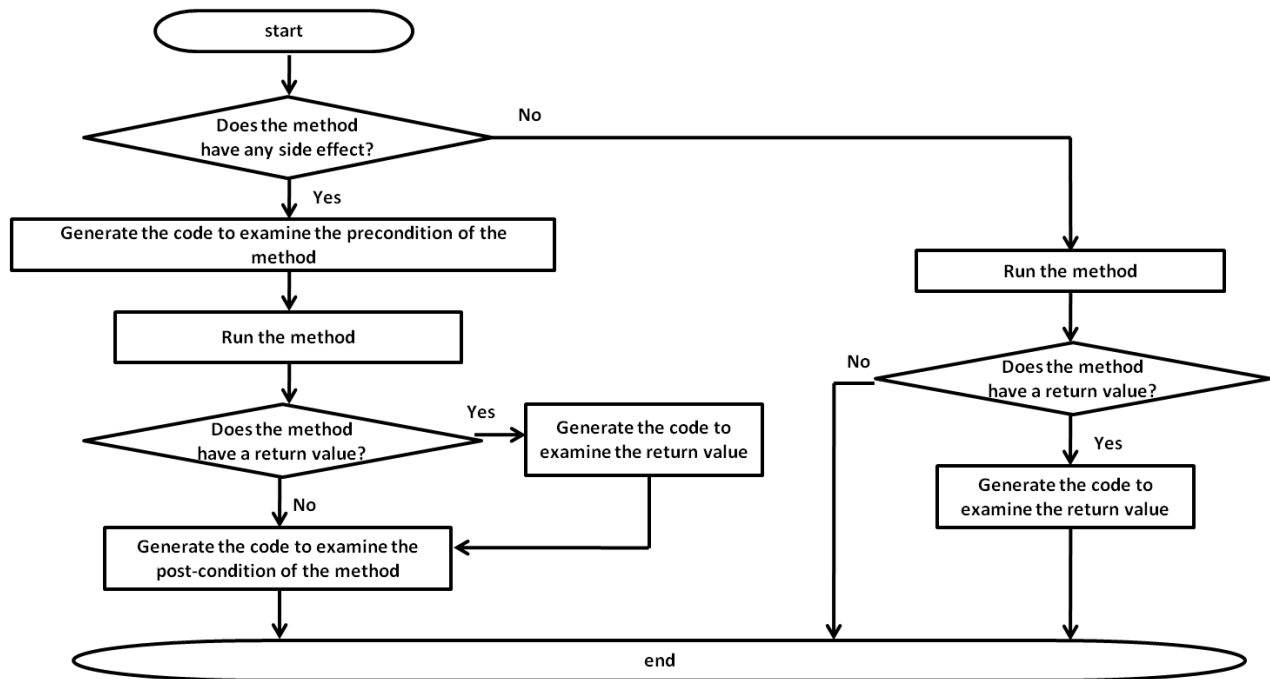 start
Does the method
have any side effect?
No
Yes
Generate the code to examine the precondition of the
method
Run the method
Does the method
have a return value?
Yes
Generate the code to
examine the return value
No
Generate the code to examine the
post-condition of the method
Run the method
Does the method
have a return value?
No
Yes
Generate the code to
examine the return value
end